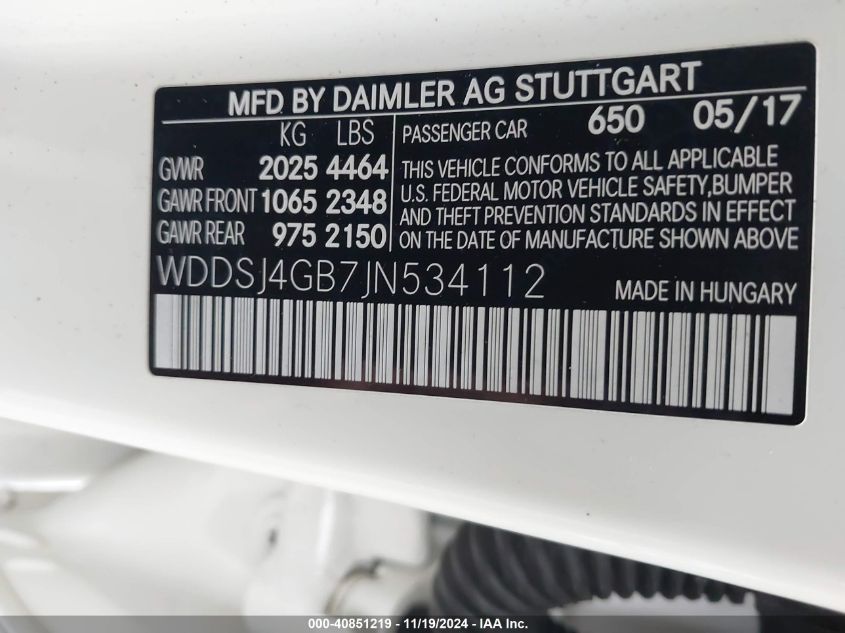 MFD BY DAIMLER AG STUTTGART
KG LBS
GVWR 2025 4464
GAWR FRONT 1065 2348
GAWR REAR 975 2150
PASSENGER CAR 650 05/17
THIS VEHICLE CONFORMS TO ALL APPLICABLE
U.S. FEDERAL MOTOR VEHICLE SAFETY,BUMPER
AND THEFT PREVENTION STANDARDS IN EFFECT
ON THE DATE OF MANUFACTURE SHOWN ABOVE
WDDSJ4GB7JN534112
MADE IN HUNGARY
000-40851219 - 11/19/2024 - IAA Inc.